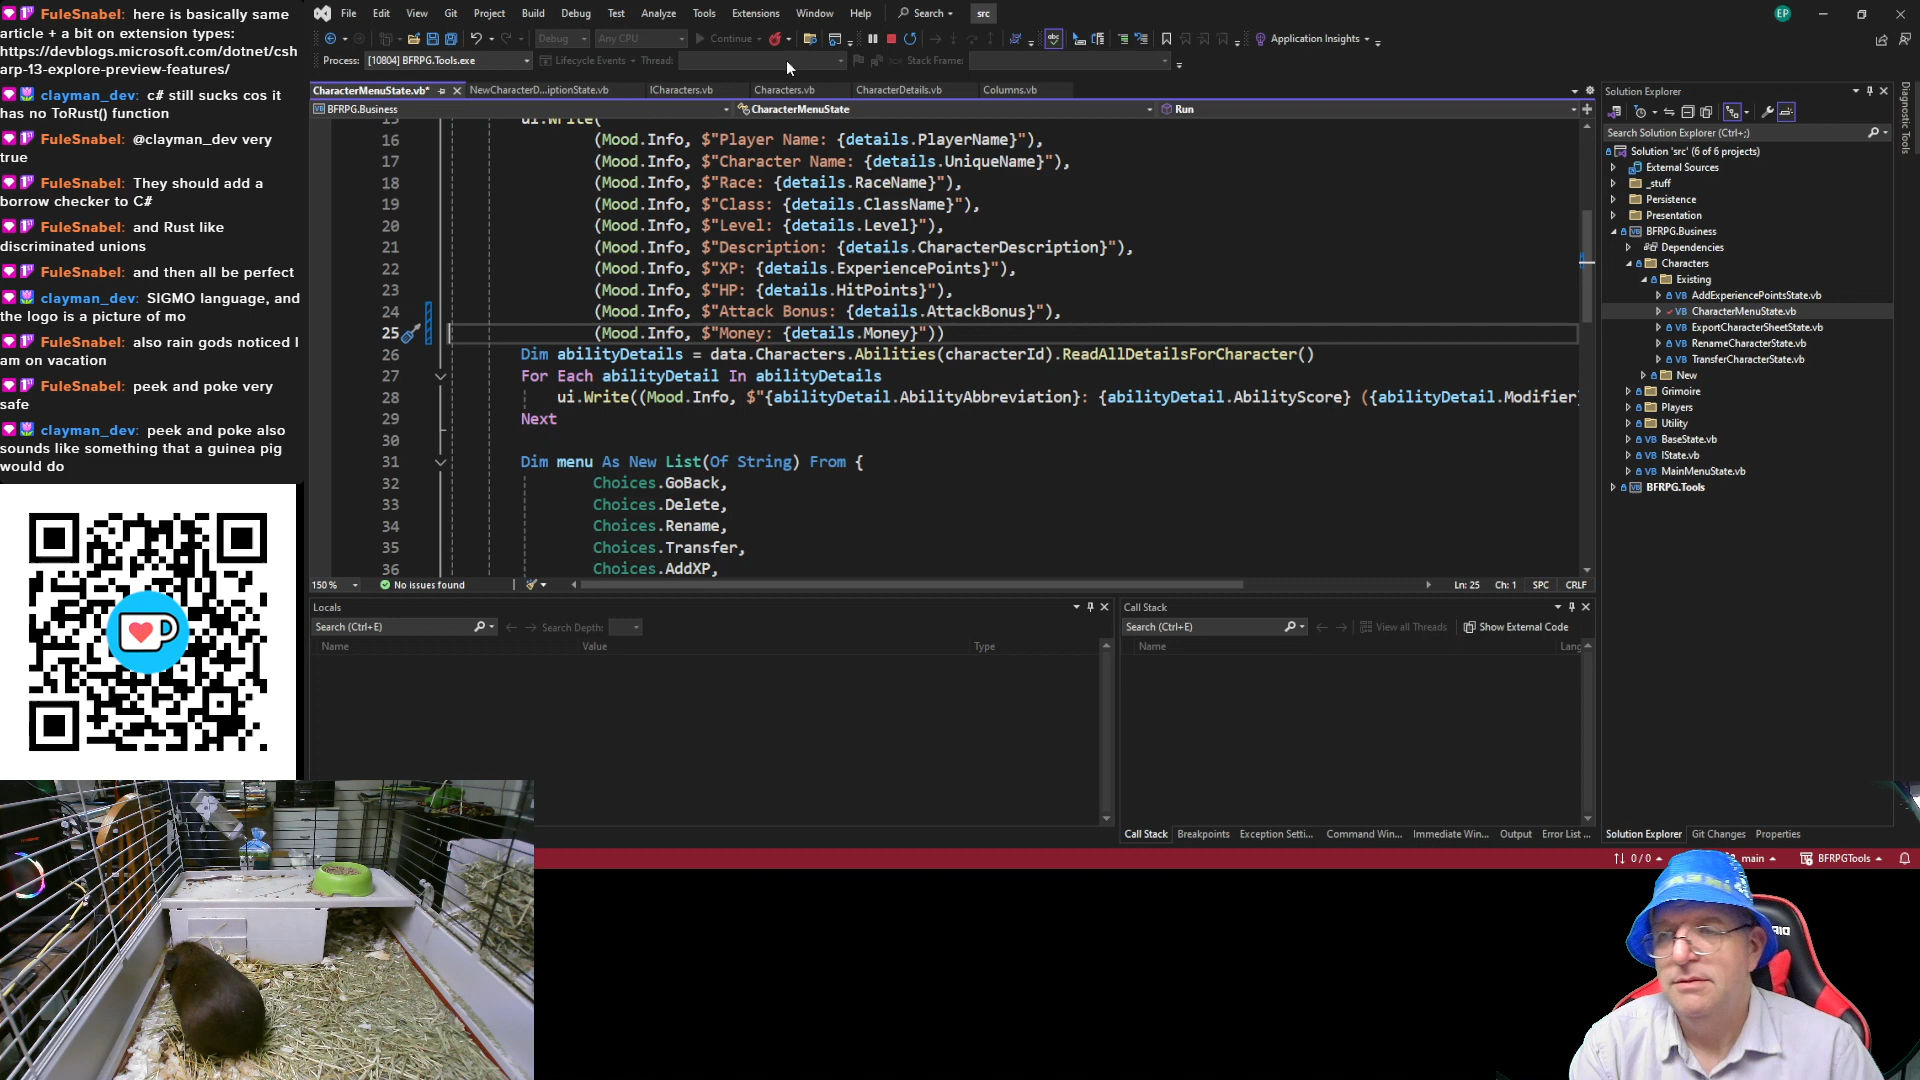 FuleSnabel: here is basically same
article + a bit on extension types:
https://devblogs.microsoft.com/dotnet/csh
arp-13-explore-preview-features/
clayman_dev: c# still sucks cos it
has no ToRust() function
FuleSnabel: @clayman_dev very
true
FuleSnabel: They should add a
borrow checker to C#
FuleSnabel: and Rust like
discriminated unions
FuleSnabel: and then all be perfect
clayman_dev: SIGMO language, and
the logo is a picture of mo
FuleSnabel: also rain gods noticed I
am on vacation
FuleSnabel: peek and poke very
safe
clayman_dev: peek and poke also
sounds like something that a guinea pig
would do
File Edit View Git Project Build Debug Test Analyze Tools Extensions Window Help Search src EP
Debug Any CPU Continue Application Insights
Process: [10804] BFRPG.Tools.exe Lifecycle Events Thread: Stack Frame:
CharacterMenuState.vb* NewCharacterD...iptionState.vb ICharacters.vb Characters.vb CharacterDetails.vb Columns.vb
BFRPG.Business CharacterMenuState Run
15 ui.Write(
16 (Mood.Info, $"Player Name: {details.PlayerName}"),
17 (Mood.Info, $"Character Name: {details.UniqueName}"),
18 (Mood.Info, $"Race: {details.RaceName}"),
19 (Mood.Info, $"Class: {details.ClassName}"),
20 (Mood.Info, $"Level: {details.Level}"),
21 (Mood.Info, $"Description: {details.CharacterDescription}"),
22 (Mood.Info, $"XP: {details.ExperiencePoints}"),
23 (Mood.Info, $"HP: {details.HitPoints}"),
24 (Mood.Info, $"Attack Bonus: {details.AttackBonus}"),
25 (Mood.Info, $"Money: {details.Money}"))
26 Dim abilityDetails = data.Characters.Abilities(characterId).ReadAllDetailsForCharacter()
27 For Each abilityDetail In abilityDetails
28 ui.Write((Mood.Info, $"{abilityDetail.AbilityAbbreviation}: {abilityDetail.AbilityScore} ({abilityDetail.Modifier}
29 Next
30
31 Dim menu As New List(Of String) From {
32 Choices.GoBack,
33 Choices.Delete,
34 Choices.Rename,
35 Choices.Transfer,
36 Choices.AddXP,
150 % No issues found Ln: 25 Ch: 1 SPC CRLF
Locals
Search (Ctrl+E) Search Depth:
Name Value Type
Call Stack
Search (Ctrl+E) View all Threads Show External Code
Name Lang
Call Stack Breakpoints Exception Setti... Command Win... Immediate Win... Output Error List ...
Solution Explorer
Search Solution Explorer (Ctrl+;)
Solution 'src' (6 of 6 projects)
External Sources
_stuff
Persistence
Presentation
BFRPG.Business
Dependencies
Characters
Existing
AddExperiencePointsState.vb
CharacterMenuState.vb
ExportCharacterSheetState.vb
RenameCharacterState.vb
TransferCharacterState.vb
New
Grimoire
Players
Utility
BaseState.vb
IState.vb
MainMenuState.vb
BFRPG.Tools
Solution Explorer Git Changes Properties
Diagnostic Tools
0 / 0 main BFRPGTools